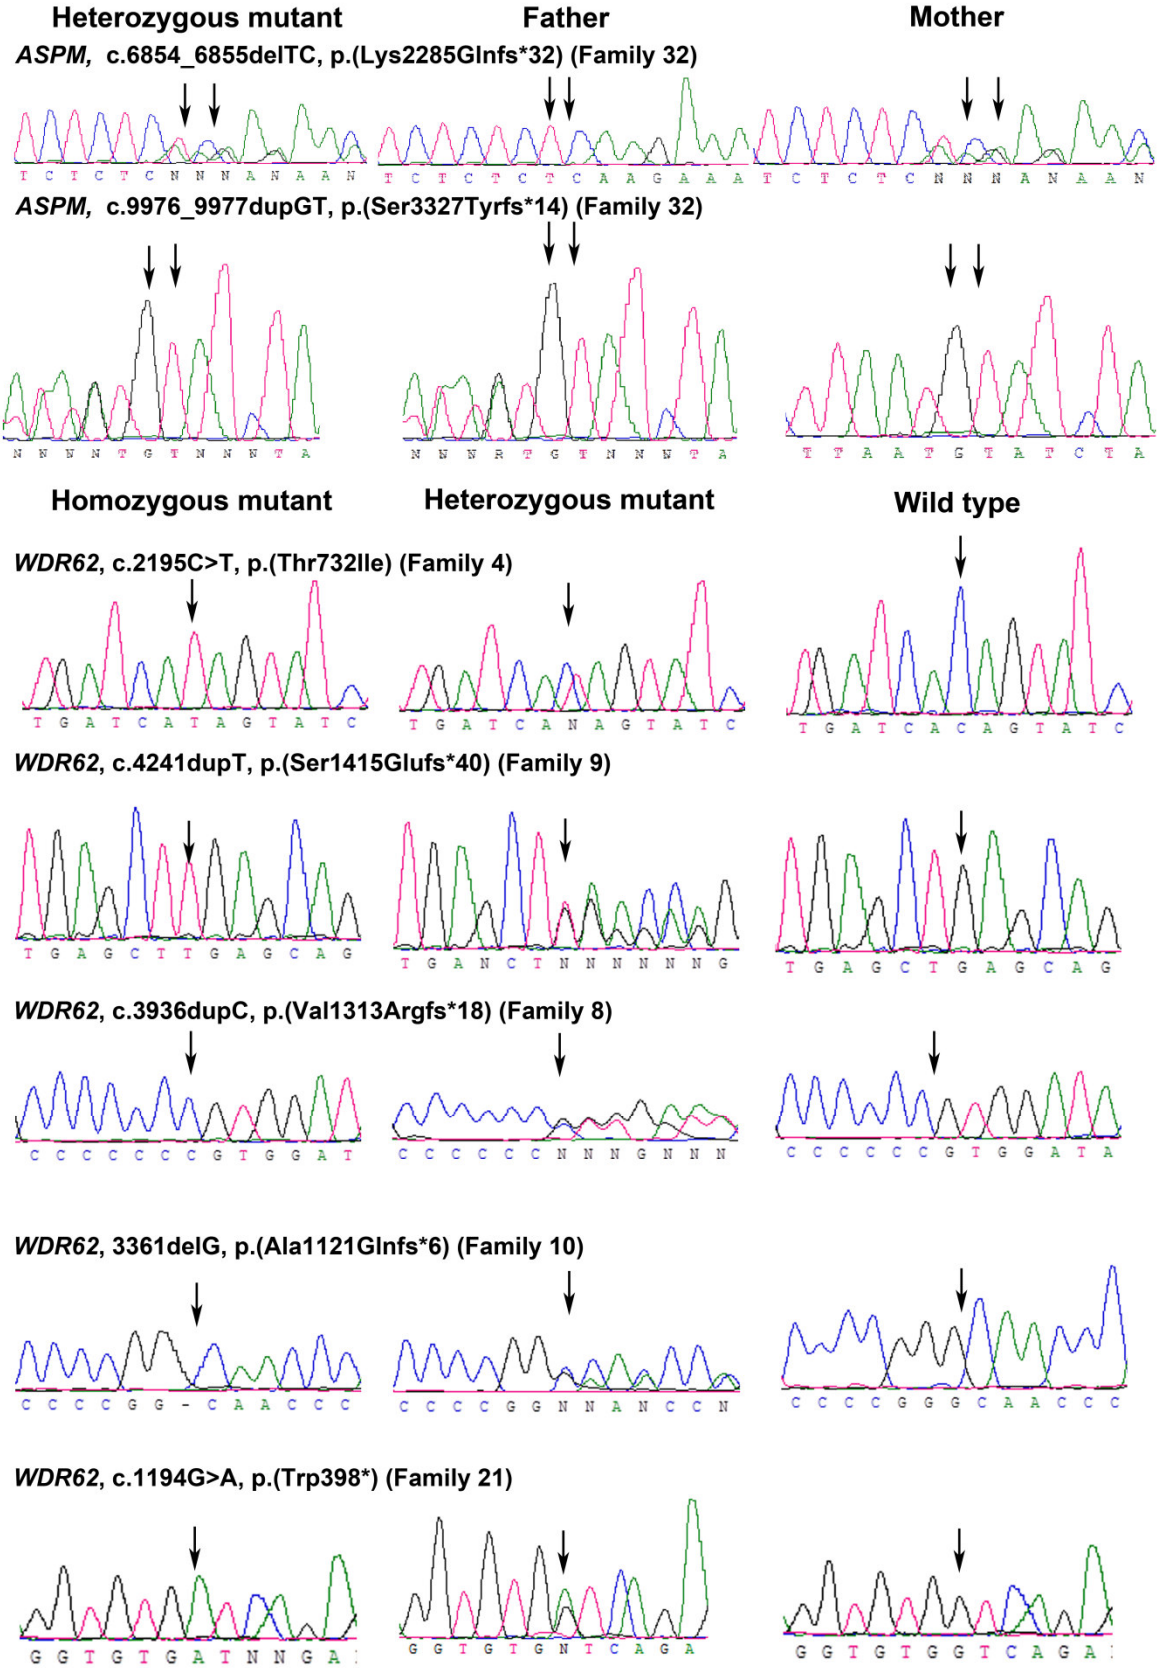 Heterozygous mutant Father Mother
ASPM, c.6854_6855delTC, p.(Lys2285Glnfs*32) (Family 32)
T C T C T C N N N A N A A N T C T C T C T C A A G A A A T C T C T C N N N A N A A N
ASPM, c.9976_9977dupGT, p.(Ser3327Tyrfs*14) (Family 32)
N N N N T G T N N N T A N N N R T G T N N N T A T T A A T G T A T C T A
Homozygous mutant Heterozygous mutant Wild type
WDR62, c.2195C>T, p.(Thr732Ile) (Family 4)
T G A T C A T A G T A T C T G A T C A N A G T A T C T G A T C A C A G T A T C
WDR62, c.4241dupT, p.(Ser1415Glufs*40) (Family 9)
T G A G C T T G A G C A G T G A N C T N N N N N N G T G A G C T G A G C A G
WDR62, c.3936dupC, p.(Val1313Argfs*18) (Family 8)
C C C C C C C G T G G A T C C C C C C N N N G N N N C C C C C C G T G G A T A
WDR62, 3361delG, p.(Ala1121Glnfs*6) (Family 10)
C C C C G G - C A A C C C C C C C G G N N A N C C N C C C C G G G C A A C C C
WDR62, c.1194G>A, p.(Trp398*) (Family 21)
G G T G T G A T N N G A G G T G T G N T C A G A G G T G T G G T C A G A